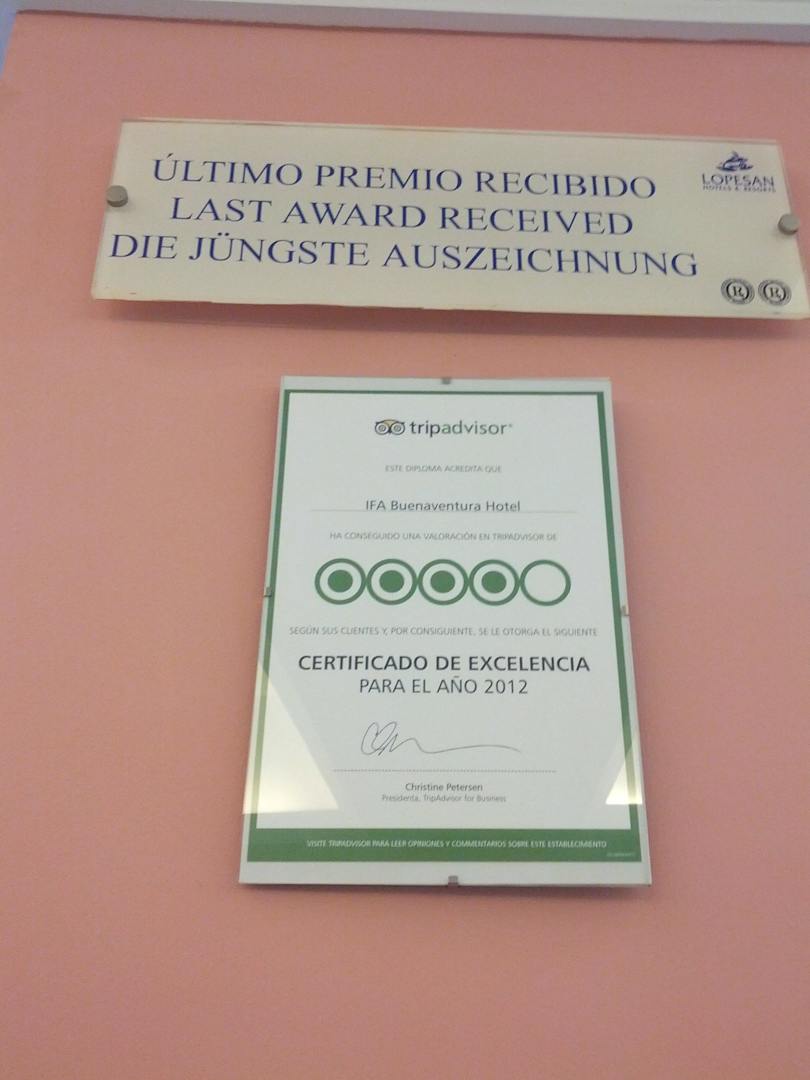 ÚLTIMO PREMIO RECIBIDO
LAST AWARD RECEIVED
DIE JÜNGSTE AUSZEICHNUNG
LOPESAN
HOTELS & RESORTS
R R
tripadvisor®
ESTE DIPLOMA ACREDITA QUE
IFA Buenaventura Hotel
HA CONSEGUIDO UNA VALORACIÓN EN TRIPADVISOR DE
SEGÚN SUS CLIENTES Y, POR CONSIGUIENTE, SE LE OTORGA EL SIGUIENTE
CERTIFICADO DE EXCELENCIA
PARA EL AÑO 2012
Christine Petersen
Presidenta, TripAdvisor for Business
VISITE TRIPADVISOR PARA LEER OPINIONES Y COMMENTARIOS SOBRE ESTE ESTABLECIMIENTO